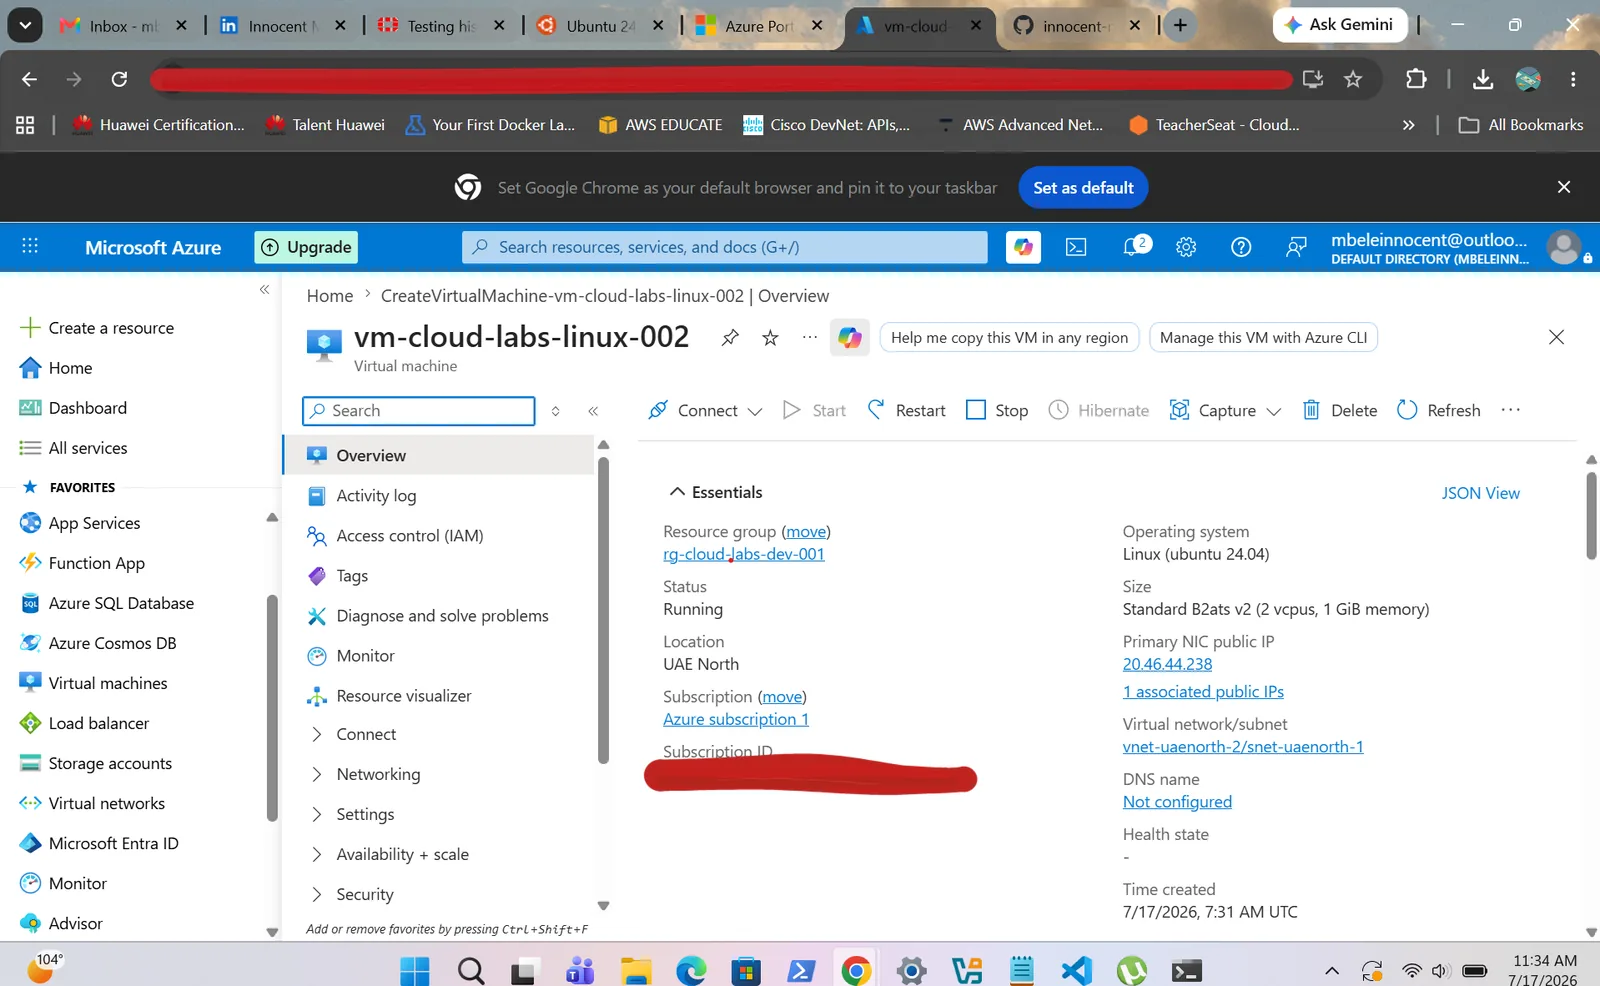 Inbox - mb
Innocent M
Testing his
Ubuntu 24
Azure Port
vm-cloud
innocent-r
Ask Gemini
Huawei Certification...
Talent Huawei
Your First Docker La...
AWS EDUCATE
Cisco DevNet: APIs,...
AWS Advanced Net...
TeacherSeat - Cloud...
All Bookmarks
Set Google Chrome as your default browser and pin it to your taskbar
Set as default
Microsoft Azure
Upgrade
Search resources, services, and docs (G+/)
2
mbeleinnocent@outloo...
DEFAULT DIRECTORY (MBELEINN...
Create a resource
Home
Dashboard
All services
FAVORITES
App Services
Function App
Azure SQL Database
Azure Cosmos DB
Virtual machines
Load balancer
Storage accounts
Virtual networks
Microsoft Entra ID
Monitor
Advisor
Home > CreateVirtualMachine-vm-cloud-labs-linux-002 | Overview
vm-cloud-labs-linux-002
Virtual machine
Help me copy this VM in any region
Manage this VM with Azure CLI
Search
Overview
Activity log
Access control (IAM)
Tags
Diagnose and solve problems
Monitor
Resource visualizer
Connect
Networking
Settings
Availability + scale
Security
Add or remove favorites by pressing Ctrl+Shift+F
Connect
Start
Restart
Stop
Hibernate
Capture
Delete
Refresh
Essentials
JSON View
Resource group (move)
rg-cloud-labs-dev-001
Status
Running
Location
UAE North
Subscription (move)
Azure subscription 1
Subscription ID
Operating system
Linux (ubuntu 24.04)
Size
Standard B2ats v2 (2 vcpus, 1 GiB memory)
Primary NIC public IP
20.46.44.238
1 associated public IPs
Virtual network/subnet
vnet-uaenorth-2/snet-uaenorth-1
DNS name
Not configured
Health state
-
Time created
7/17/2026, 7:31 AM UTC
104°
11:34 AM
7/17/2026